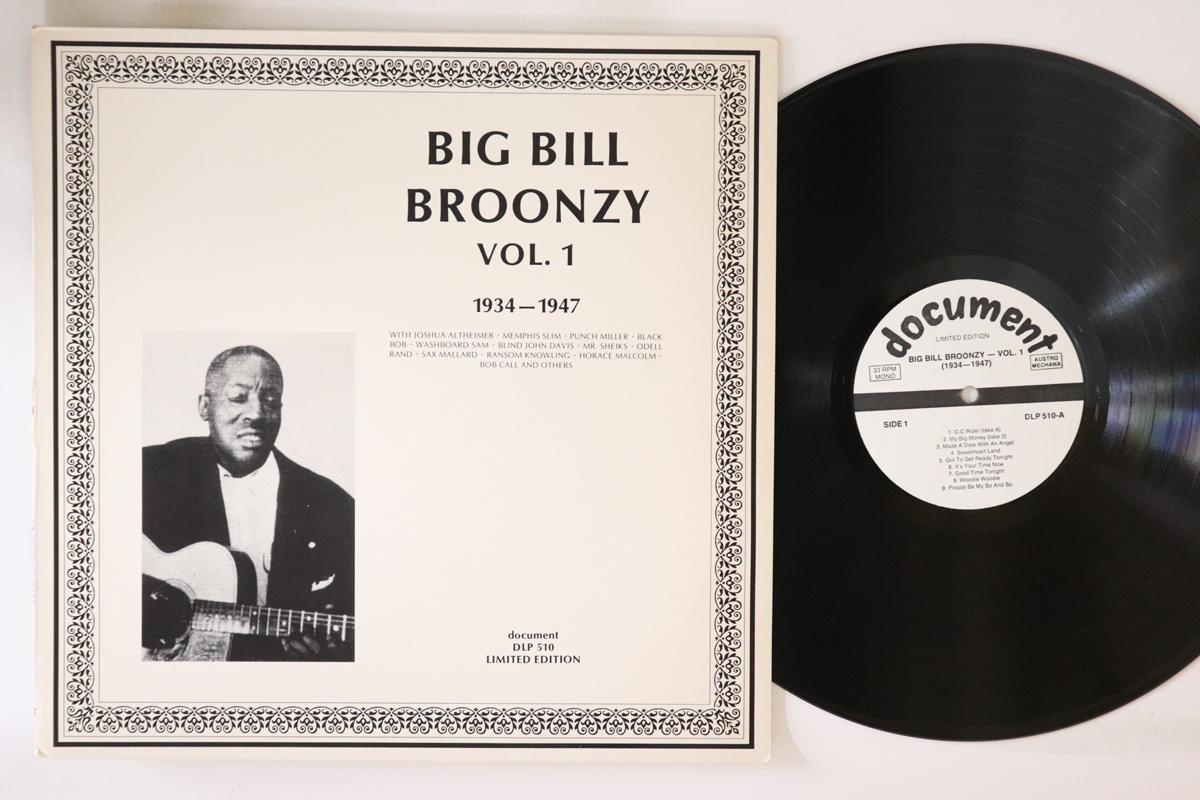 BIG BILL
BROONZY
VOL. 1
1934—1947
WITH JOSHUA ALTHEIMER · MEMPHIS SLIM · PUNCH MILLER · BLACK
BOB · WASHBOARD SAM · BLIND JOHN DAVIS · MR. SHEIKS · ODELL
RAND · SAX MALLARD · RANSOM KNOWLING · HORACE MALCOLM ·
BOB CALL AND OTHERS
document
DLP 510
LIMITED EDITION
document
LIMITED EDITION
BIG BILL BROONZY — VOL. 1
(1934—1947)
33 RPM
MONO
AUSTRO
MECHANA
SIDE 1
DLP 510-A
1. C-C Rider (take A)
2. My Big Money (take 2)
3. Made A Date With An Angel
4. Sweetheart Land
5. Got To Get Ready Tonight
6. It's Your Time Now
7. Good Time Tonight
8. Woodie Woodie
9. Please Be My So And So